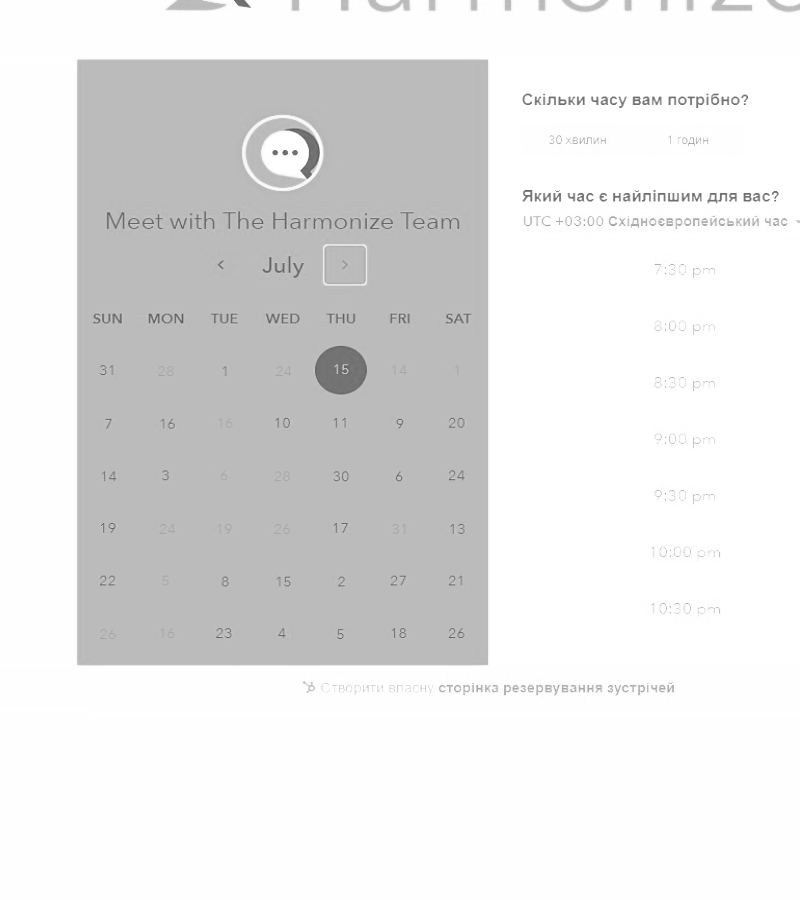 Harmonize
Meet with The Harmonize Team
July
SUN MON TUE WED THU FRI SAT
31 28 1 24 15 14 1
7 16 16 10 11 9 20
14 3 6 28 30 6 24
19 24 19 26 17 31 13
22 5 8 15 2 27 21
26 16 23 4 5 18 26
Скільки часу вам потрібно?
30 хвилин 1 годин
Який час є найліпшим для вас?
UTC +03:00 Східноєвропейський час
7:30 pm
8:00 pm
8:30 pm
9:00 pm
9:30 pm
10:00 pm
10:30 pm
Створити власну сторінка резервування зустрічей